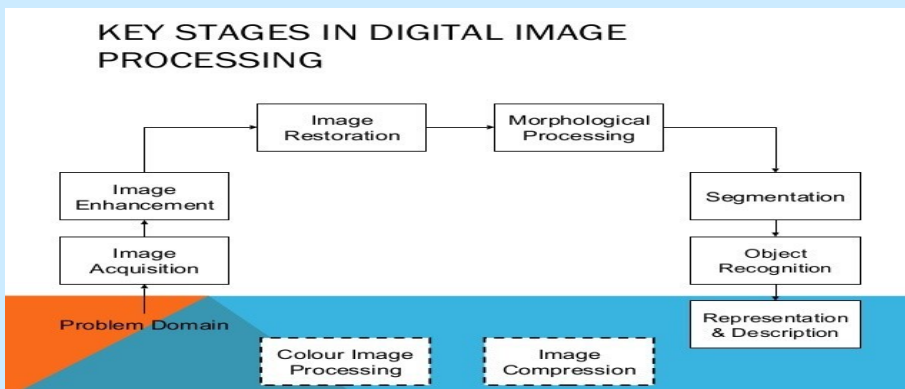 KEY STAGES IN DIGITAL IMAGE
PROCESSING
Image
Restoration
Morphological
Processing
Image
Enhancement
Segmentation
Image
Acquisition
Object
Recognition
Problem Domain
Representation
& Description
Colour Image
Processing
Image
Compression